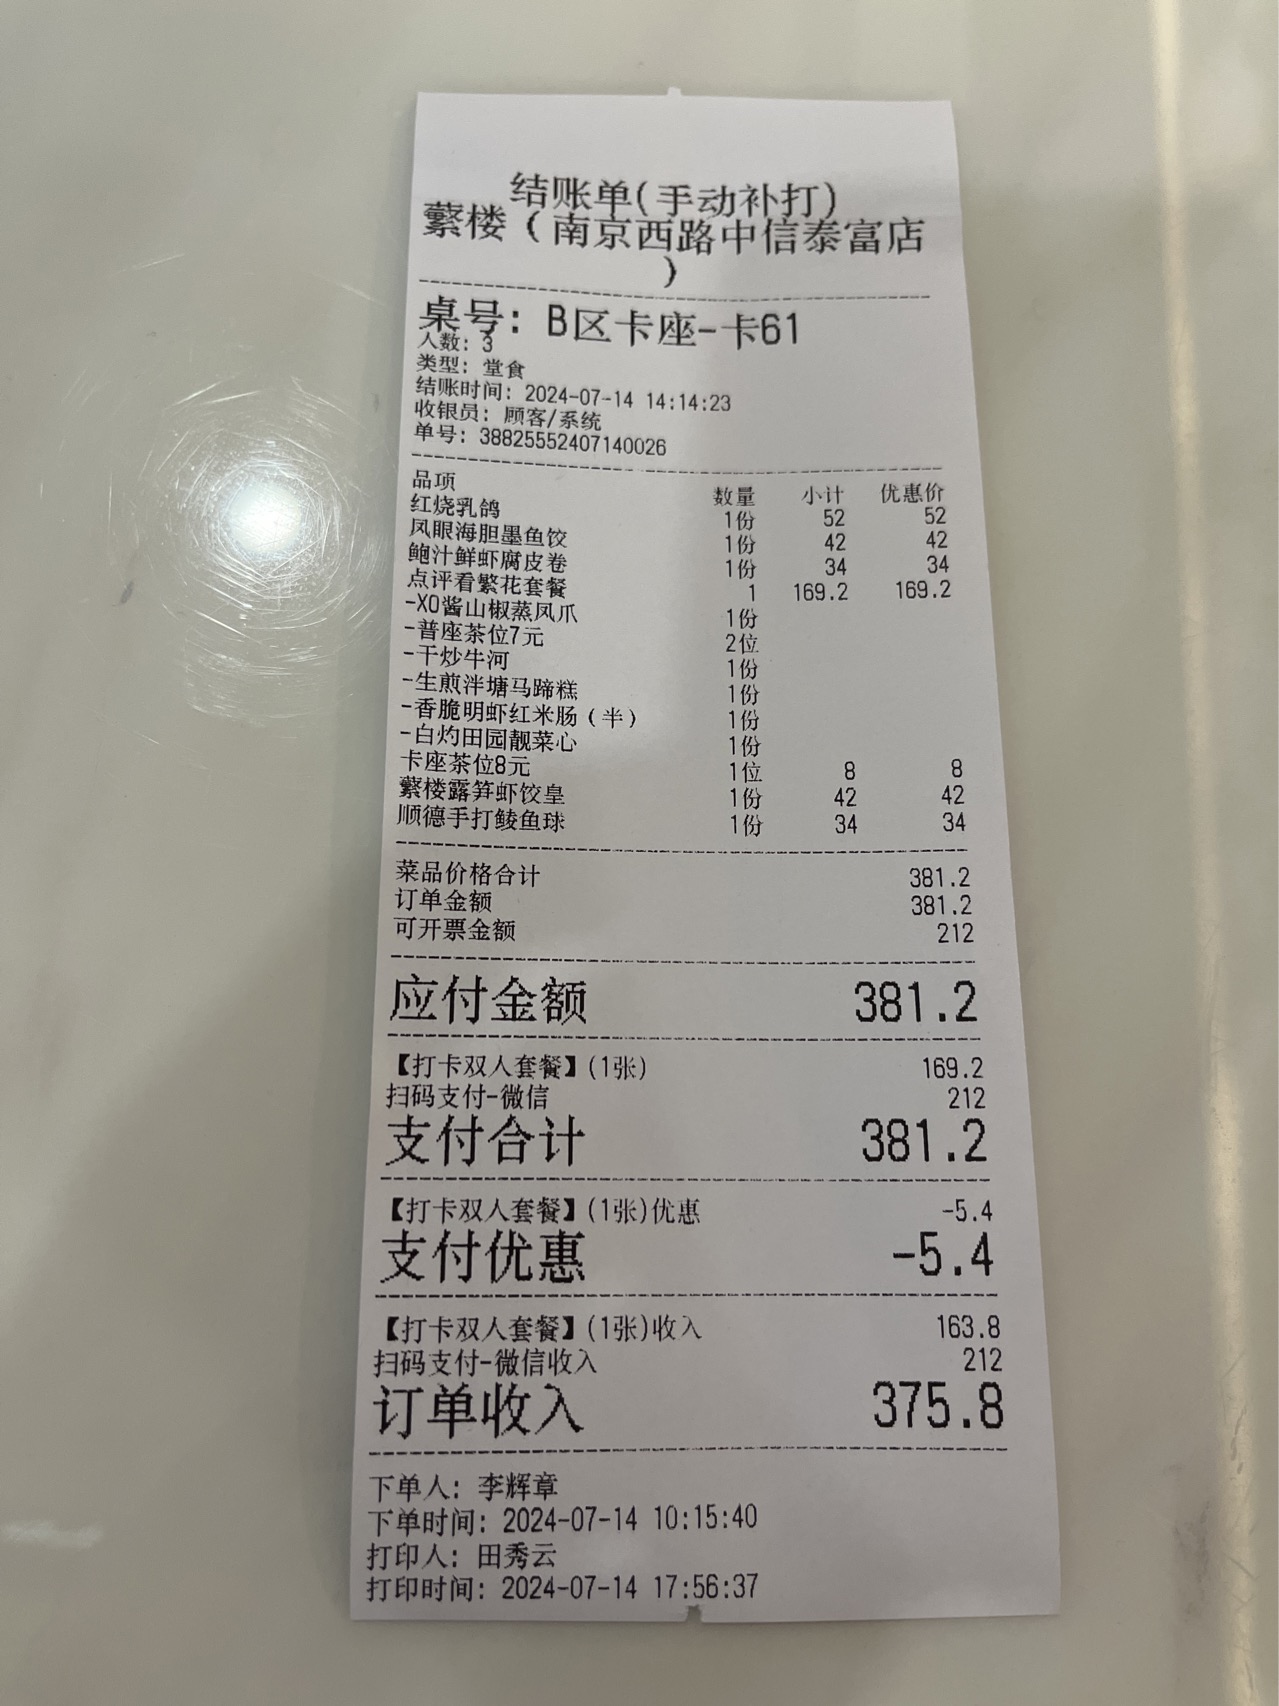 结账单(手动补打)
蘩楼（南京西路中信泰富店
）
桌号: B区卡座-卡61
人数: 3
类型: 堂食
结账时间: 2024-07-14 14:14:23
收银员: 顾客/系统
单号: 38825552407140026
品项 数量 小计 优惠价
红烧乳鸽 1份 52 52
凤眼海胆墨鱼饺 1份 42 42
鲍汁鲜虾腐皮卷 1份 34 34
点评看繁花套餐 1 169.2 169.2
-XO酱山椒蒸凤爪 1份
-普座茶位7元 2位
-干炒牛河 1份
-生煎泮塘马蹄糕 1份
-香脆明虾红米肠（半） 1份
-白灼田园靓菜心 1份
卡座茶位8元 1位 8 8
蘩楼露笋虾饺皇 1份 42 42
顺德手打鲮鱼球 1份 34 34
菜品价格合计 381.2
订单金额 381.2
可开票金额 212
应付金额 381.2
【打卡双人套餐】(1张) 169.2
扫码支付-微信 212
支付合计 381.2
【打卡双人套餐】(1张)优惠 -5.4
支付优惠 -5.4
【打卡双人套餐】(1张)收入 163.8
扫码支付-微信收入 212
订单收入 375.8
下单人: 李辉章
下单时间: 2024-07-14 10:15:40
打印人: 田秀云
打印时间: 2024-07-14 17:56:37